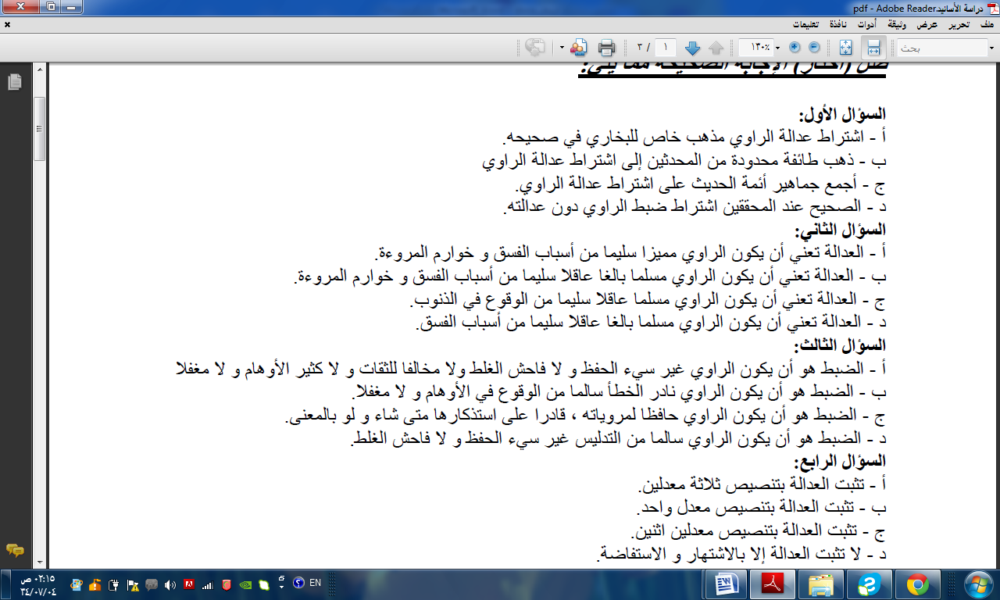 دراسة الأسانيد.pdf - Adobe Reader
ملف تحرير عرض وثيقة أدوات نافذة تعليمات
١ / ٣ ١٣٠٪ بحث
(اختار) الإجابة الصحيحة مما يلي:
السؤال الأول:
أ - اشتراط عدالة الراوي مذهب خاص للبخاري في صحيحه.
ب - ذهب طائفة محدودة من المحدثين إلى اشتراط عدالة الراوي
ج - أجمع جماهير أئمة الحديث على اشتراط عدالة الراوي.
د - الصحيح عند المحققين اشتراط ضبط الراوي دون عدالته.
السؤال الثاني:
أ - العدالة تعني أن يكون الراوي مميزا سليما من أسباب الفسق و خوارم المروءة.
ب - العدالة تعني أن يكون الراوي مسلما بالغا عاقلا سليما من أسباب الفسق و خوارم المروءة.
ج - العدالة تعني أن يكون الراوي مسلما عاقلا سليما من الوقوع في الذنوب.
د - العدالة تعني أن يكون الراوي مسلما بالغا عاقلا سليما من أسباب الفسق.
السؤال الثالث:
أ - الضبط هو أن يكون الراوي غير سيء الحفظ و لا فاحش الغلط ولا مخالفا للثقات و لا كثير الأوهام و لا مغفلا
ب - الضبط هو أن يكون الراوي نادر الخطأ سالما من الوقوع في الأوهام و لا مغفلا.
ج - الضبط هو أن يكون الراوي حافظا لمروياته ، قادرا على استذكارها متى شاء و لو بالمعنى.
د - الضبط هو أن يكون الراوي سالما من التدليس غير سيء الحفظ و لا فاحش الغلط.
السؤال الرابع:
أ - تثبت العدالة بتنصيص ثلاثة معدلين.
ب - تثبت العدالة بتنصيص معدل واحد.
ج - تثبت العدالة بتنصيص معدلين اثنين.
د - لا تثبت العدالة إلا بالاشتهار و الاستفاضة.
EN
٠٢:١٥ ص
٣٤/٠٧/٠٤